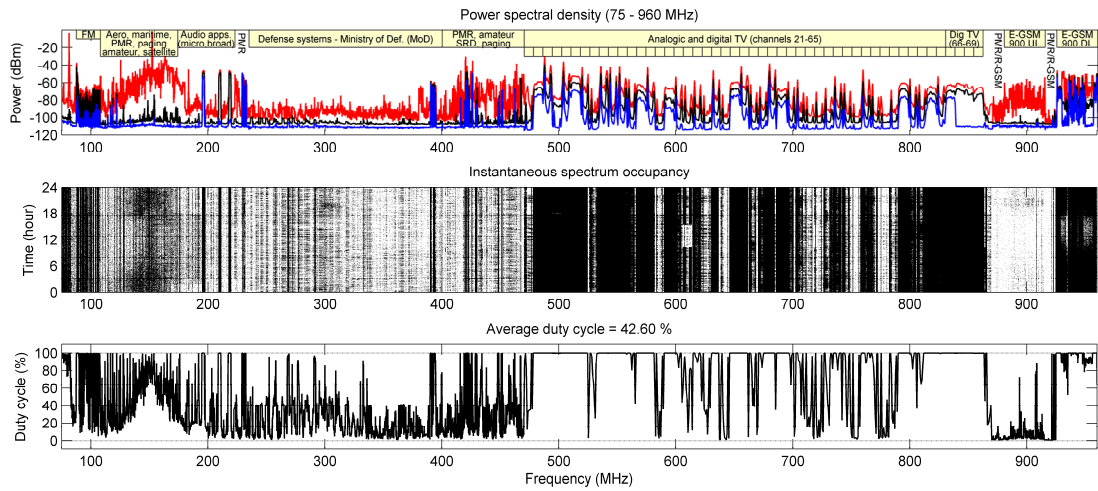 Power spectral density (75 - 960 MHz)
Power (dBm)
-20
-40
-60
-80
-100
-120
FM
Aero, maritime,
PMR, paging
amateur, satellite
Audio apps.
(micro,broad)
PMR
Defense systems - Ministry of Def. (MoD)
PMR, amateur
SRD, paging
Analogic and digital TV (channels 21-65)
Dig TV
(66-69)
PMR/R-GSM
E-GSM
900 UL
PMR/R-GSM
E-GSM
900 DL
100 200 300 400 500 600 700 800 900
Instantaneous spectrum occupancy
Time (hour)
24
18
12
6
0
100 200 300 400 500 600 700 800 900
Average duty cycle = 42.60 %
Duty cycle (%)
100
80
60
40
20
0
100 200 300 400 500 600 700 800 900
Frequency (MHz)